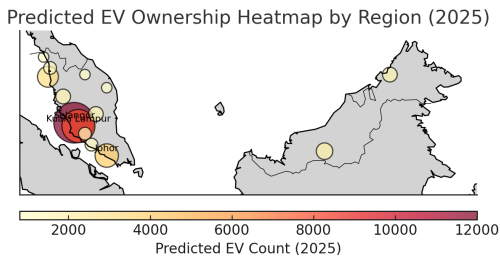 Predicted EV Ownership Heatmap by Region (2025)
Selangor
Kuala Lumpur
Johor
2000 4000 6000 8000 10000 12000
Predicted EV Count (2025)